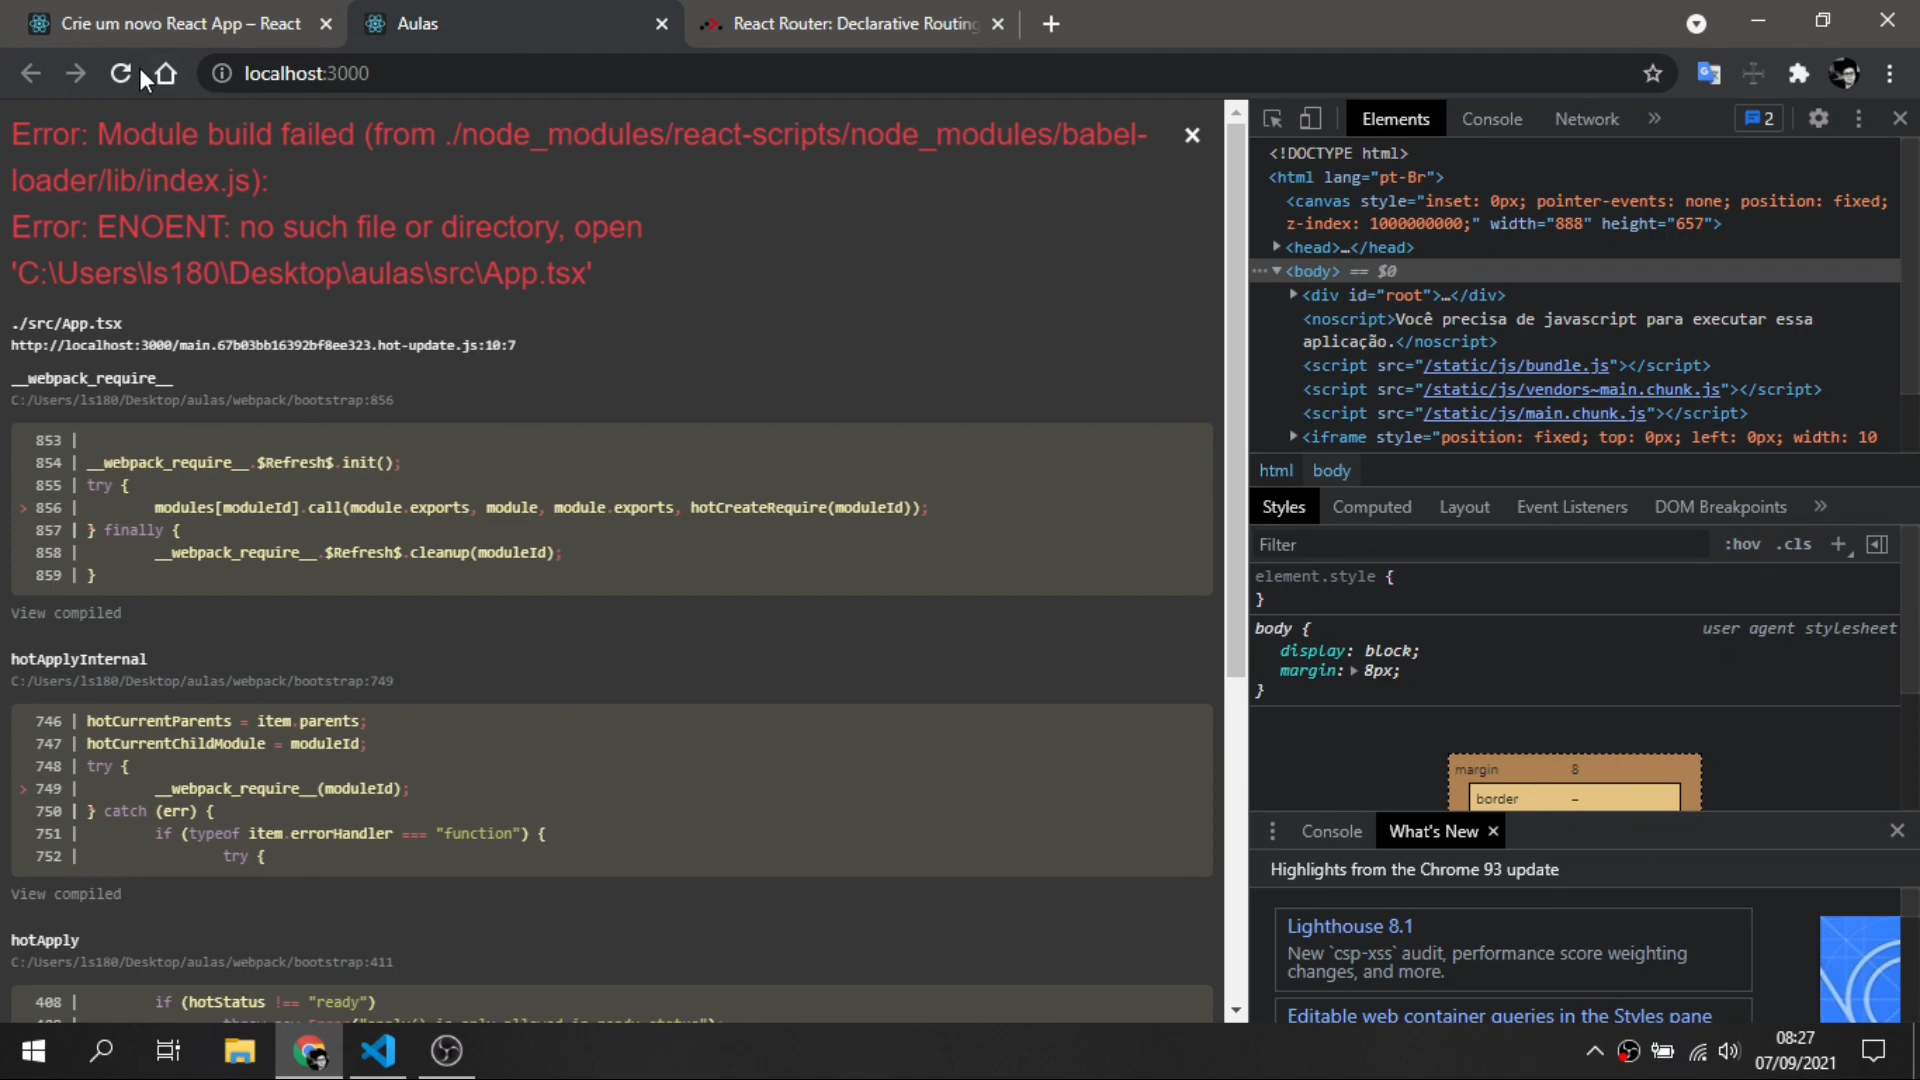 Crie um novo React App – React
Aulas
React Router: Declarative Routing
localhost:3000
Error: Module build failed (from ./node_modules/react-scripts/node_modules/babel-
loader/lib/index.js):
Error: ENOENT: no such file or directory, open
'C:\Users\ls180\Desktop\aulas\src\App.tsx'
./src/App.tsx
http://localhost:3000/main.67b03bb16392bf8ee323.hot-update.js:10:7
__webpack_require__
C:/Users/ls180/Desktop/aulas/webpack/bootstrap:856
853 |
854 | __webpack_require__.$Refresh$.init();
855 | try {
> 856 | modules[moduleId].call(module.exports, module, module.exports, hotCreateRequire(moduleId));
857 | } finally {
858 | __webpack_require__.$Refresh$.cleanup(moduleId);
859 | }
View compiled
hotApplyInternal
C:/Users/ls180/Desktop/aulas/webpack/bootstrap:749
746 | hotCurrentParents = item.parents;
747 | hotCurrentChildModule = moduleId;
748 | try {
> 749 | __webpack_require__(moduleId);
750 | } catch (err) {
751 | if (typeof item.errorHandler === "function") {
752 | try {
View compiled
hotApply
C:/Users/ls180/Desktop/aulas/webpack/bootstrap:411
408 | if (hotStatus !== "ready")
Elements
Console
Network
2
<!DOCTYPE html>
<html lang="pt-Br">
<canvas style="inset: 0px; pointer-events: none; position: fixed;
z-index: 1000000000;" width="888" height="657">
<head>…</head>
<body> == $0
<div id="root">…</div>
<noscript>Você precisa de javascript para executar essa
aplicação.</noscript>
<script src="/static/js/bundle.js"></script>
<script src="/static/js/vendors~main.chunk.js"></script>
<script src="/static/js/main.chunk.js"></script>
<iframe style="position: fixed; top: 0px; left: 0px; width: 10
html body
Styles
Computed
Layout
Event Listeners
DOM Breakpoints
Filter
:hov .cls
element.style {
}
body {
user agent stylesheet
display: block;
margin: 8px;
}
margin 8
border –
Console
What's New
Highlights from the Chrome 93 update
Lighthouse 8.1
New `csp-xss` audit, performance score weighting
changes, and more.
Editable web container queries in the Styles pane
08:27
07/09/2021